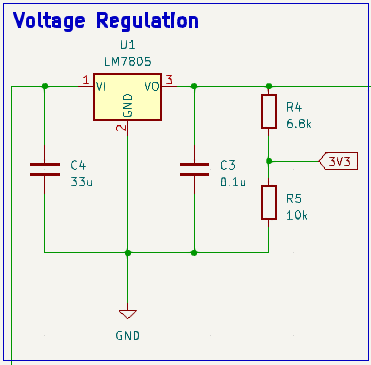 Voltage Regulation
U1
LM7805
1 VI VO 3
GND
2
R4
6.8k
C4
33u
C3
0.1u
3V3
R5
10k
GND